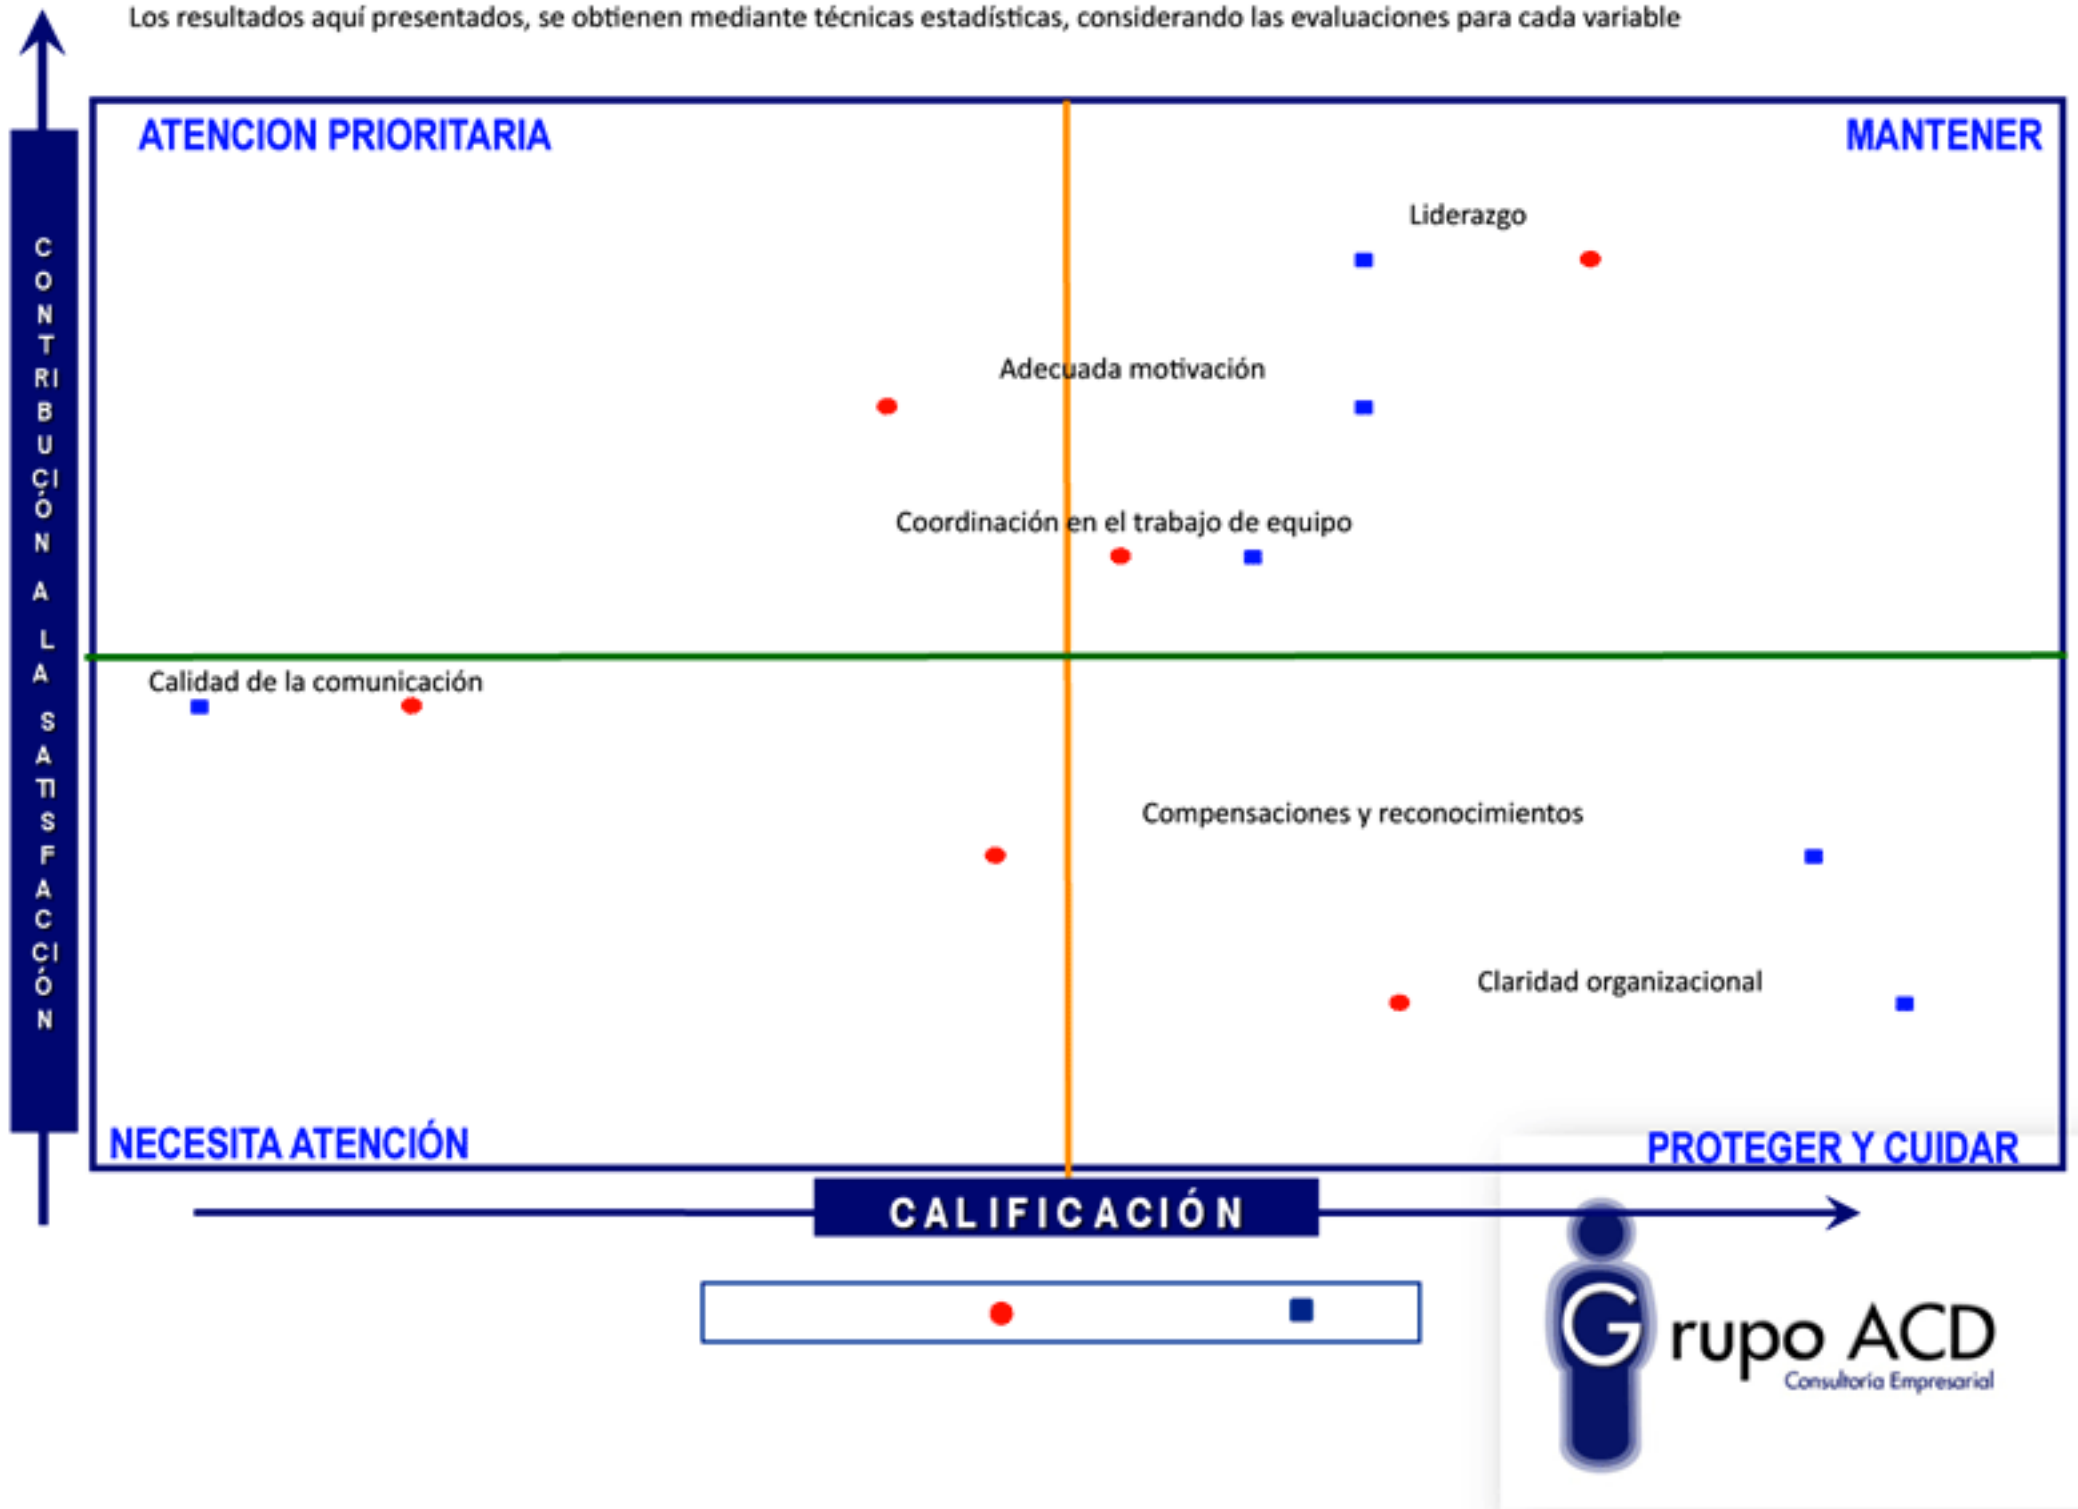 Los resultados aquí presentados, se obtienen mediante técnicas estadísticas, considerando las evaluaciones para cada variable
ATENCION PRIORITARIA
MANTENER
CONTRIBUCIÓN A LA SATISFACCIÓN
Liderazgo
Adecuada motivación
Coordinación en el trabajo de equipo
Calidad de la comunicación
Compensaciones y reconocimientos
Claridad organizacional
NECESITA ATENCIÓN
PROTEGER Y CUIDAR
CALIFICACIÓN
Grupo ACD
Consultoría Empresarial